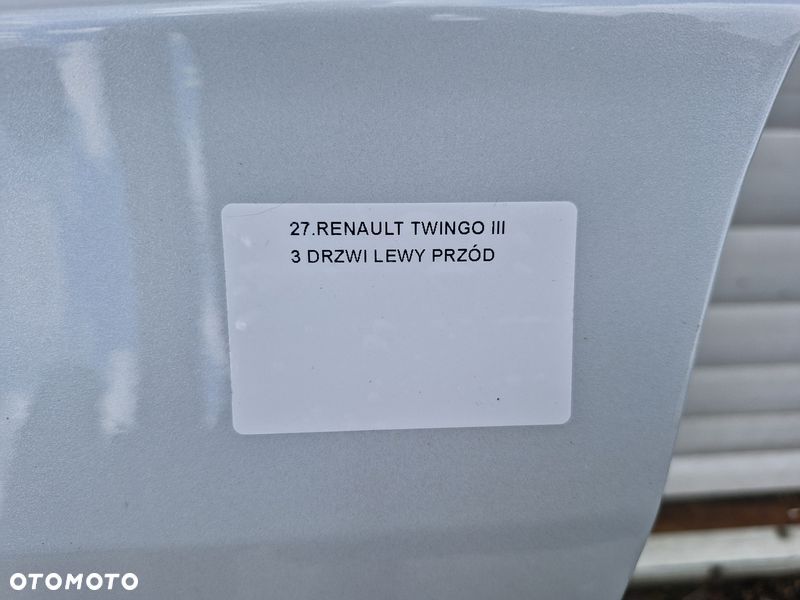 27.RENAULT TWINGO III
3 DRZWI LEWY PRZÓD
OTOMOTO